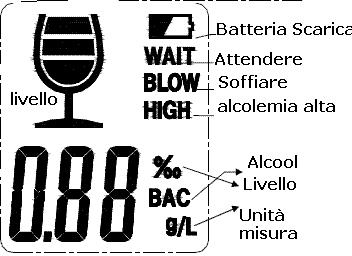 Batteria Scarica
WAIT Attendere
BLOW Soffiare
livello
HIGH alcolemia alta
0.88
‰
BAC
g/L
Alcool
Livello
Unità
misura